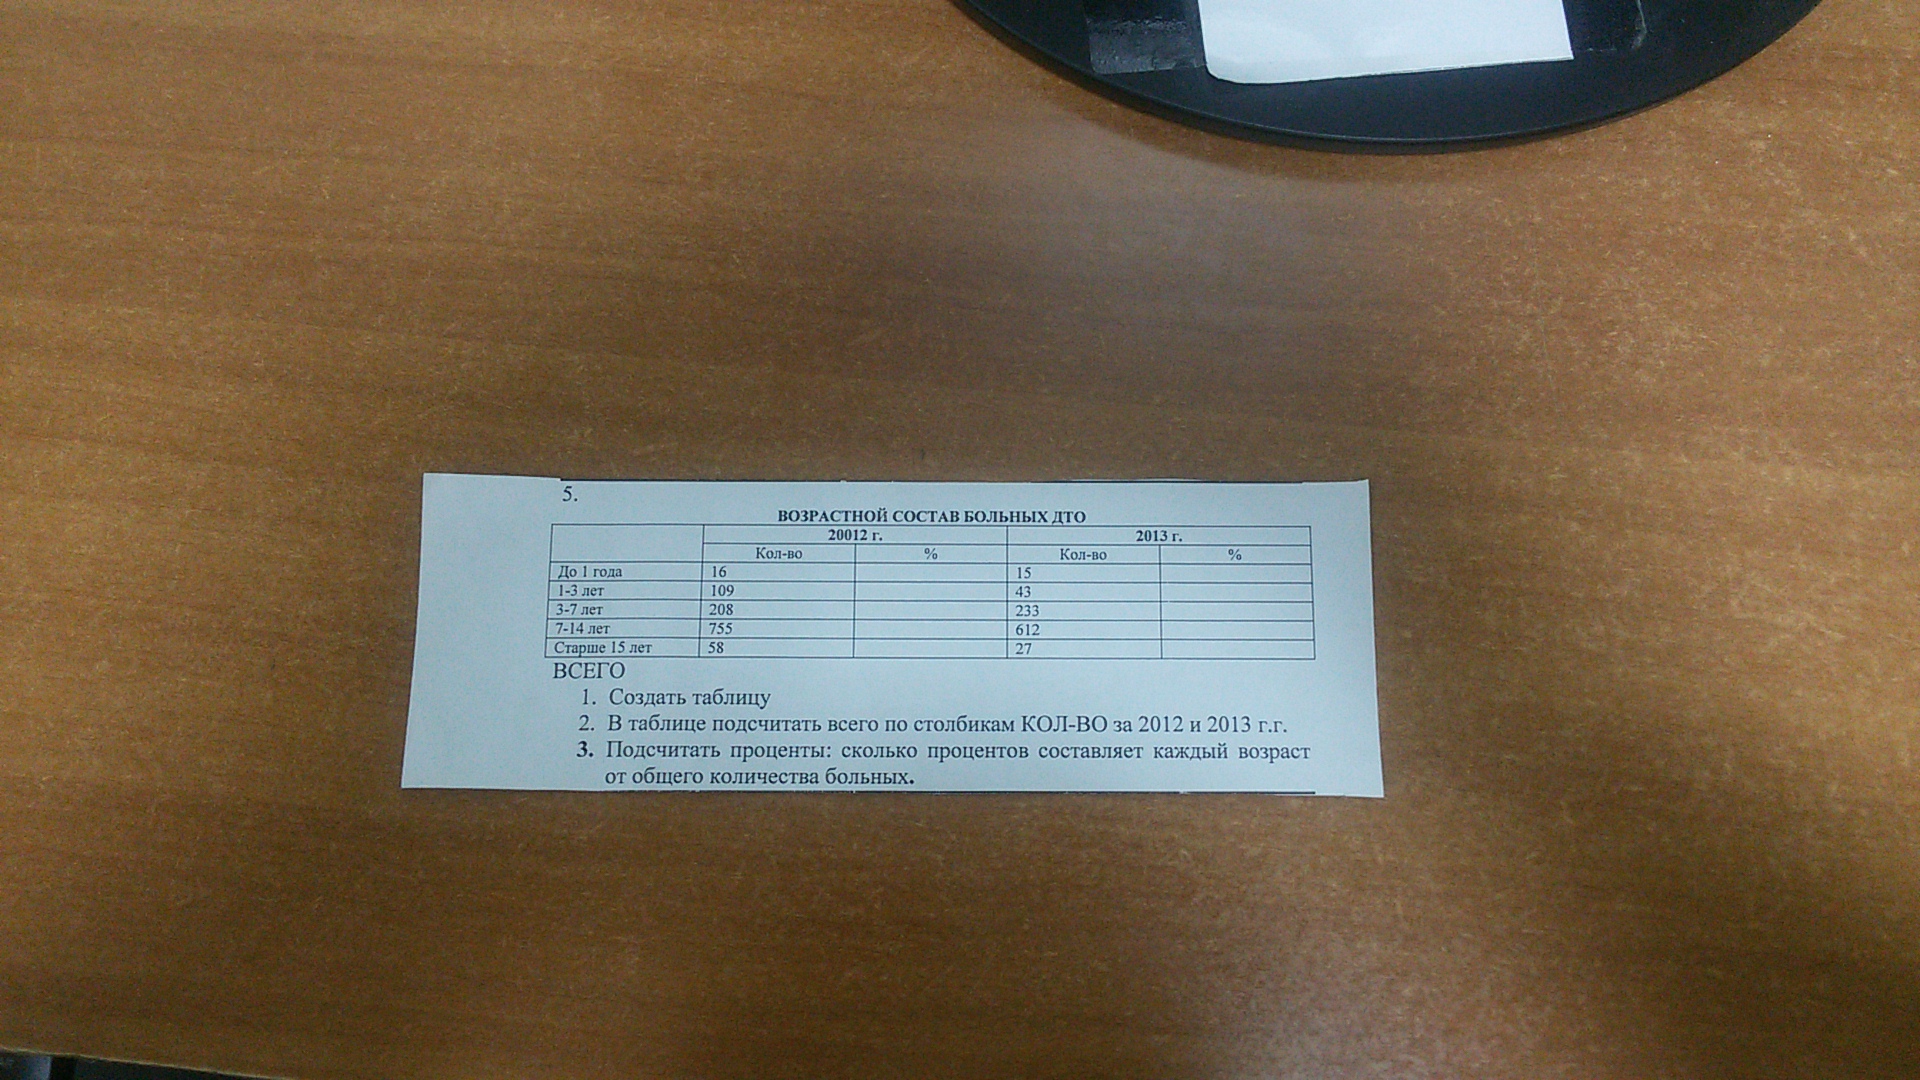 5.
ВОЗРАСТНОЙ СОСТАВ БОЛЬНЫХ ДТО
20012 г. 2013 г.
Кол-во % Кол-во %
До 1 года 16 15
1-3 лет 109 43
3-7 лет 208 233
7-14 лет 755 612
Старше 15 лет 58 27
ВСЕГО
1. Создать таблицу
2. В таблице подсчитать всего по столбикам КОЛ-ВО за 2012 и 2013 г.г.
3. Подсчитать проценты: сколько процентов составляет каждый возраст
от общего количества больных.